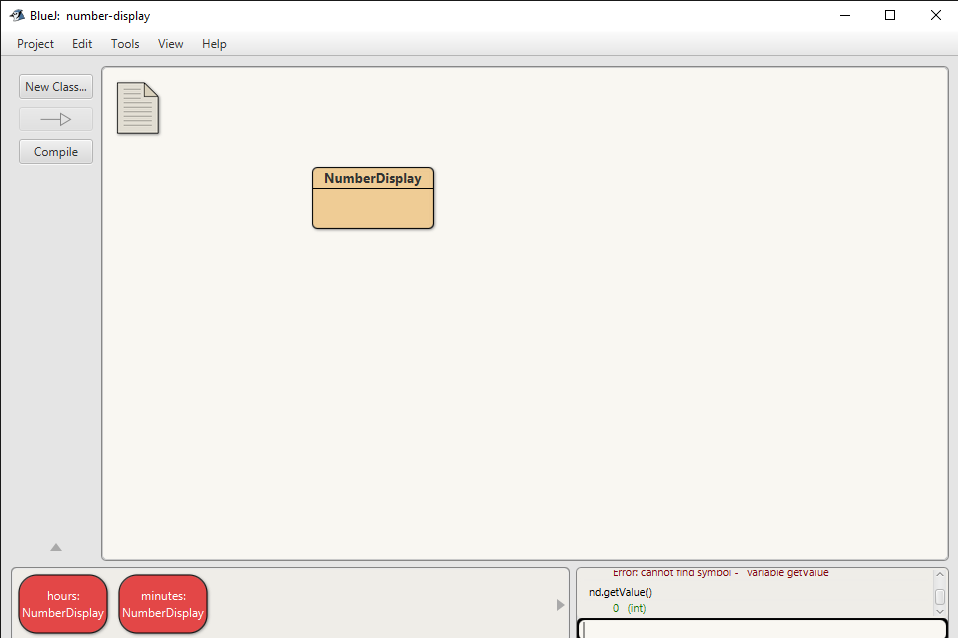 BlueJ: number-display
Project Edit Tools View Help
New Class...
Compile
NumberDisplay
hours:
NumberDisplay
minutes:
NumberDisplay
Error: cannot find symbol - variable getValue
nd.getValue()
0 (int)